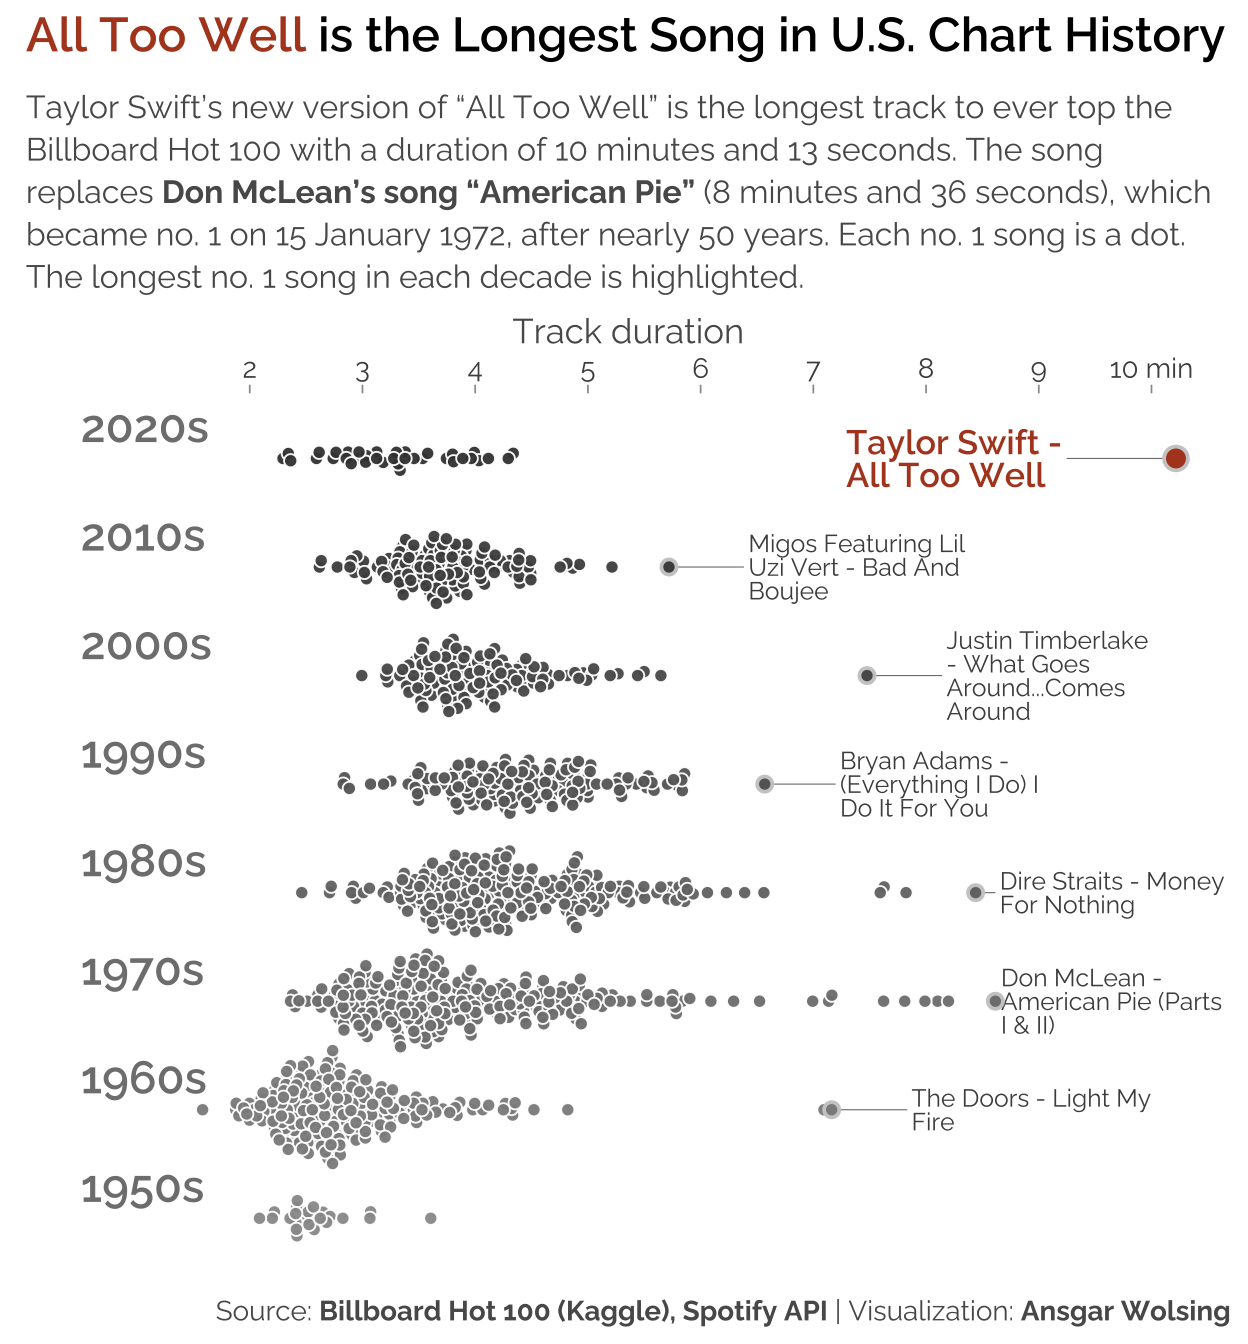 All Too Well is the Longest Song in U.S. Chart History
Taylor Swift's new version of “All Too Well” is the longest track to ever top the
Billboard Hot 100 with a duration of 10 minutes and 13 seconds. The song
replaces Don McLean's song “American Pie” (8 minutes and 36 seconds), which
became no. 1 on 15 January 1972, after nearly 50 years. Each no. 1 song is a dot.
The longest no. 1 song in each decade is highlighted.
Track duration
2 3 4 5 6 7 8 9 10 min
2020s
Taylor Swift -
All Too Well
2010s
Migos Featuring Lil
Uzi Vert - Bad And
Boujee
2000s
Justin Timberlake
- What Goes
Around...Comes
Around
1990s
Bryan Adams -
(Everything I Do) I
Do It For You
1980s
Dire Straits - Money
For Nothing
1970s
Don McLean -
American Pie (Parts
I & II)
1960s
The Doors - Light My
Fire
1950s
Source: Billboard Hot 100 (Kaggle), Spotify API | Visualization: Ansgar Wolsing